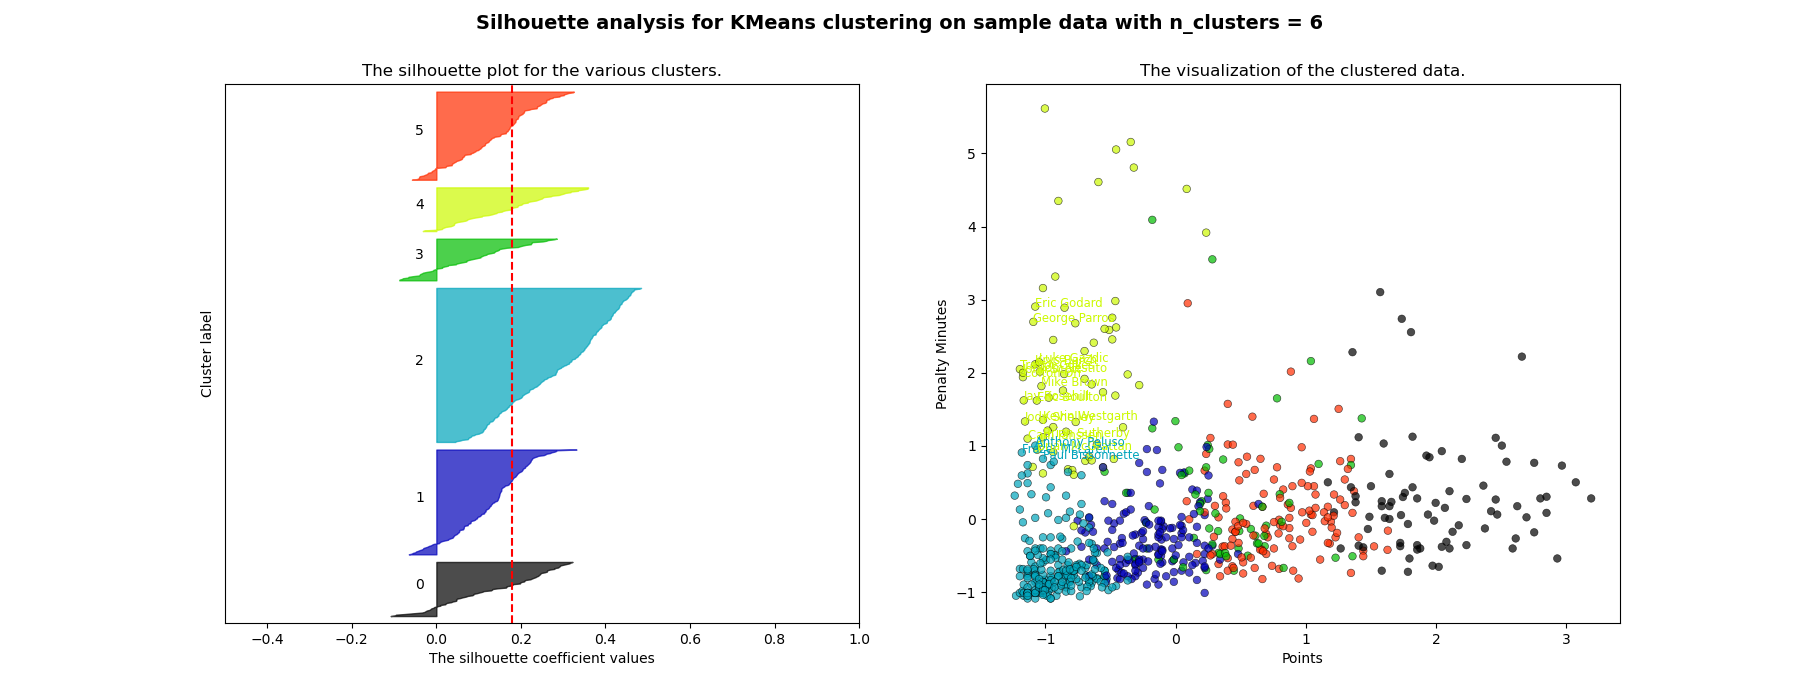 Silhouette analysis for KMeans clustering on sample data with n_clusters = 6
The silhouette plot for the various clusters.
Cluster label
5
4
3
2
1
0
−0.4
−0.2
0.0
0.2
0.4
0.6
0.8
1.0
The silhouette coefficient values
The visualization of the clustered data.
Penalty Minutes
5
4
3
2
1
0
−1
Eric Godard
George Parros
Mike Brown
Westgarth
Anthony Peluso
Paul Bissonnette
−1
0
1
2
3
Points